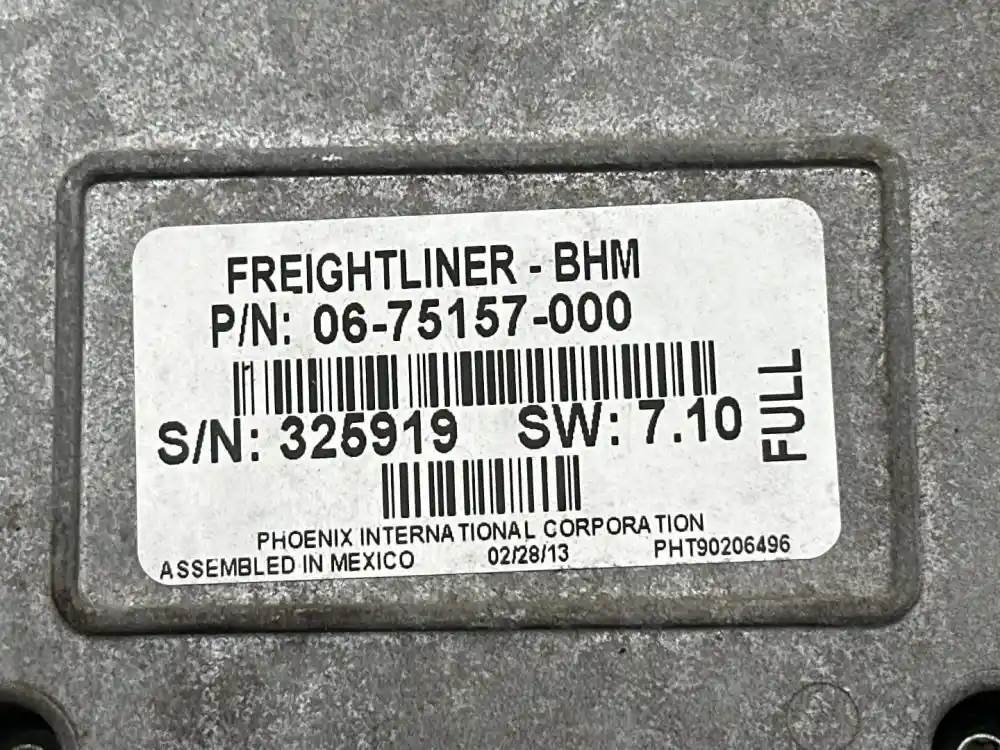 FREIGHTLINER - BHM
P/N: 06-75157-000
S/N: 325919 SW: 7.10
FULL
PHOENIX INTERNATIONAL CORPORATION
ASSEMBLED IN MEXICO 02/28/13 PHT90206496